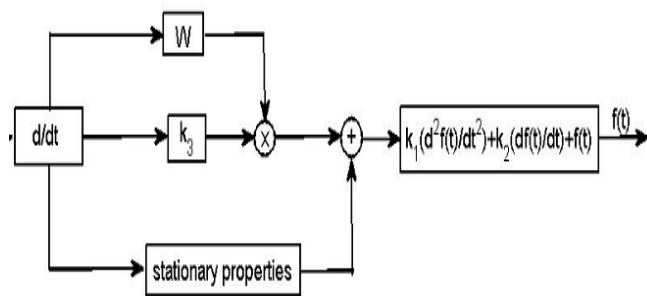 W
d/dt
k₃
x
+
k₁(d²f(t)/dt²)+k₂(df(t)/dt)+f(t)
f(t)
stationary properties